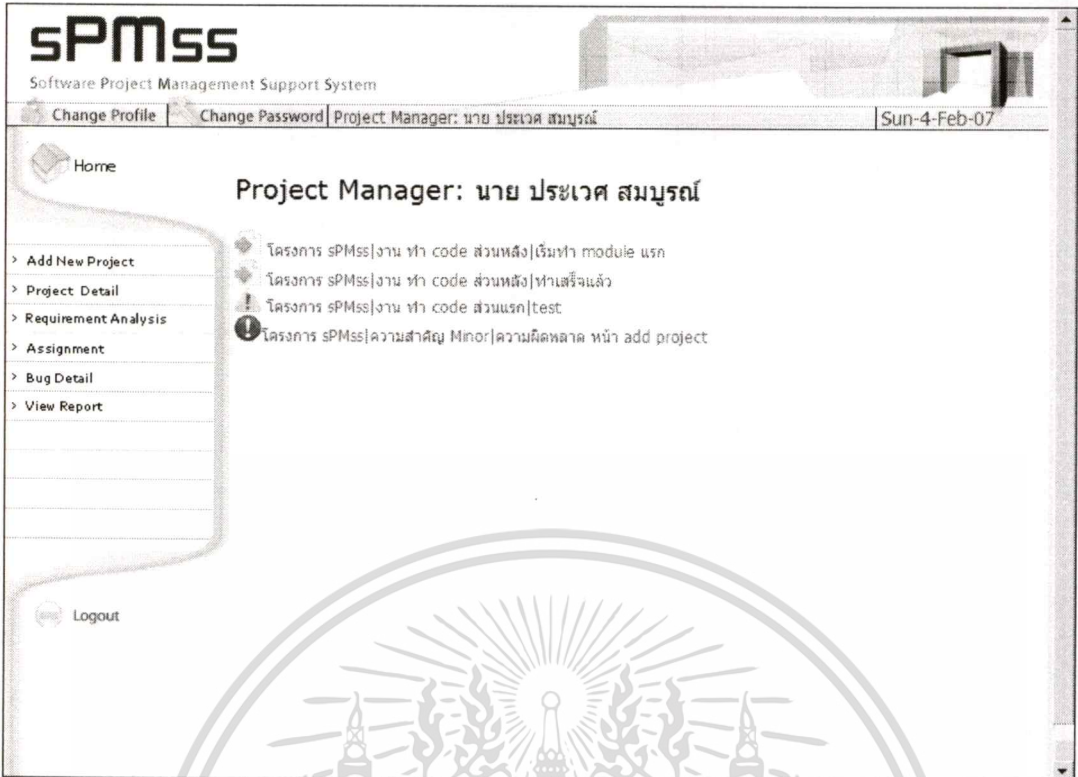 sPMss
Software Project Management Support System
Change Profile Change Password Project Manager: นาย ประเวศ สมบูรณ์ Sun-4-Feb-07
Home
Project Manager: นาย ประเวศ สมบูรณ์
โครงการ sPMss|งาน ทำ code ส่วนหลัง|เริ่มทำ module แรก
โครงการ sPMss|งาน ทำ code ส่วนหลัง|ทำเสร็จแล้ว
โครงการ sPMss|งาน ทำ code ส่วนแรก|test
โครงการ sPMss|ความสำคัญ Minor|ความผิดพลาด หน้า add project
> Add New Project
> Project Detail
> Requirement Analysis
> Assignment
> Bug Detail
> View Report
Logout